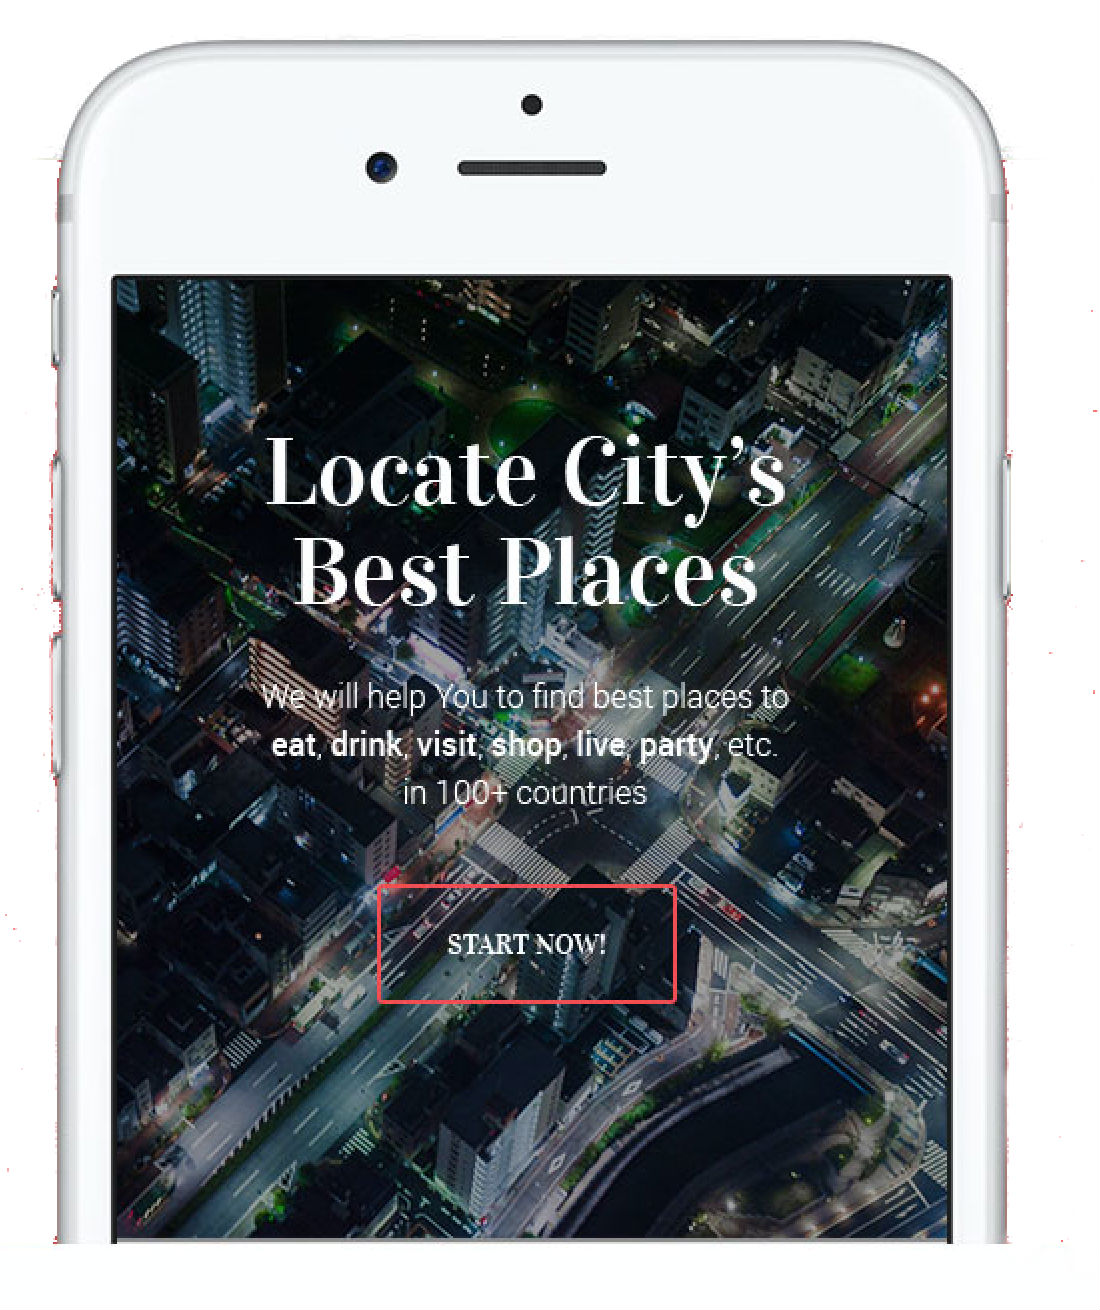 Locate City’s
Best Places
We will help You to find best places to
eat, drink, visit, shop, live, party, etc.
in 100+ countries
START NOW!